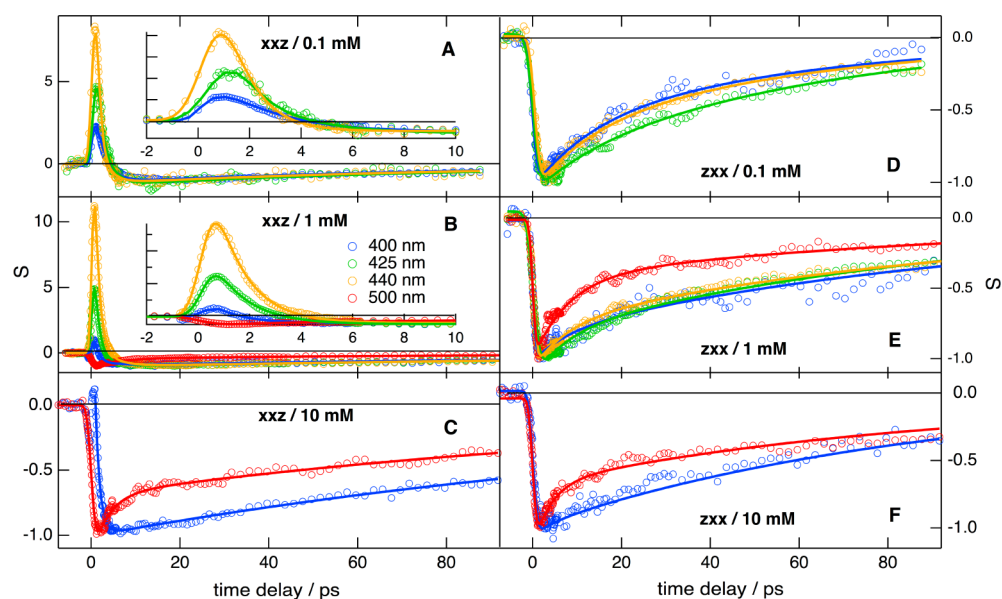 xxz / 0.1 mM
A
5
0
-2 0 2 4 6 8 10
zxx / 0.1 mM
D
0.0
-0.5
-1.0
xxz / 1 mM
B
400 nm
425 nm
440 nm
500 nm
10
5
0
-2 0 2 4 6 8 10
S
zxx / 1 mM
E
0.0
-0.5
-1.0
S
xxz / 10 mM
C
0.0
-0.5
-1.0
0 20 40 60 80
time delay / ps
zxx / 10 mM
F
0.0
-0.5
-1.0
0 20 40 60 80
time delay / ps